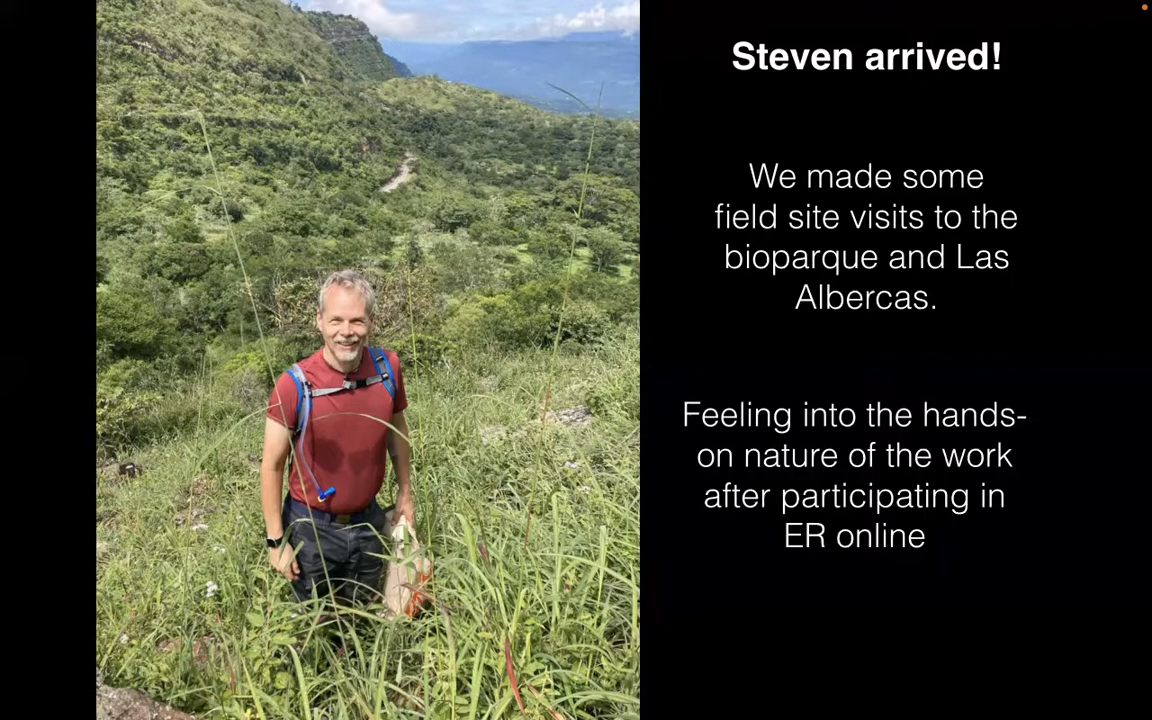 Steven arrived!
We made some
field site visits to the
bioparque and Las
Albercas.
Feeling into the hands-
on nature of the work
after participating in
ER online